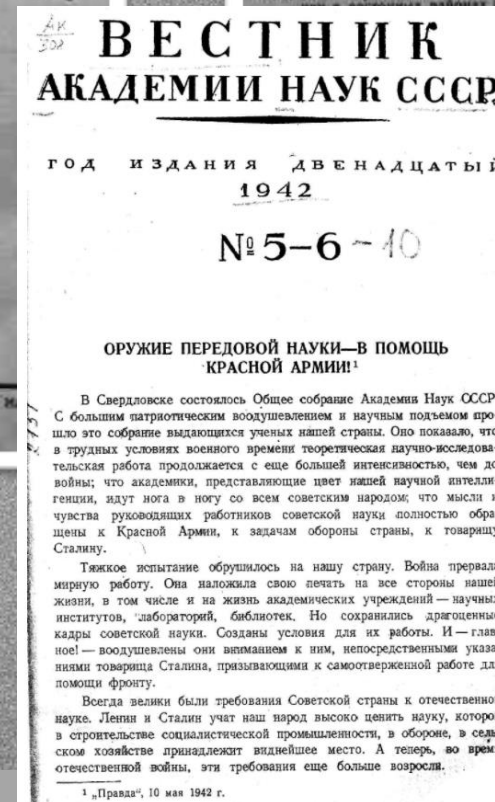 Ак
308
ВЕСТНИК
АКАДЕМИИ НАУК СССР
ГОД ИЗДАНИЯ ДВЕНАДЦАТЫЙ
1942
№ 5–6 – 10
ОРУЖИЕ ПЕРЕДОВОЙ НАУКИ—В ПОМОЩЬ
КРАСНОЙ АРМИИ!¹
В Свердловске состоялось Общее собрание Академии Наук СССР
С большим патриотическим воодушевлением и научным подъемом про
шло это собрание выдающихся ученых нашей страны. Оно показало, что
в трудных условиях военного времени теоретическая научно-исследова
тельская работа продолжается с еще большей интенсивностью, чем до
войны; что академики, представляющие цвет нашей научной интелли
генции, идут нога в ногу со всем советским народом; что мысли и
чувства руководящих работников советской науки полностью обра
щены к Красной Армии, к задачам обороны страны, к товарищу
Сталину.
Тяжкое испытание обрушилось на нашу страну. Война прервала
мирную работу. Она наложила свою печать на все стороны нашей
жизни, в том числе и на жизнь академических учреждений — научны
институтов, лабораторий, библиотек. Но сохранились драгоценны
кадры советской науки. Созданы условия для их работы. И — глав
ное! — воодушевлены они вниманием к ним, непосредственными указа
ниями товарища Сталина, призывающими к самоотверженной работе дл
помощи фронту.
Всегда велики были требования Советской страны к отечественно
науке. Ленин и Сталин учат наш народ высоко ценить науку, которо
в строительстве социалистической промышленности, в обороне, в сель
ском хозяйстве принадлежит виднейшее место. А теперь, во врем
отечественной войны, эти требования еще больше возросли.
¹ „Правда“, 10 мая 1942 г.